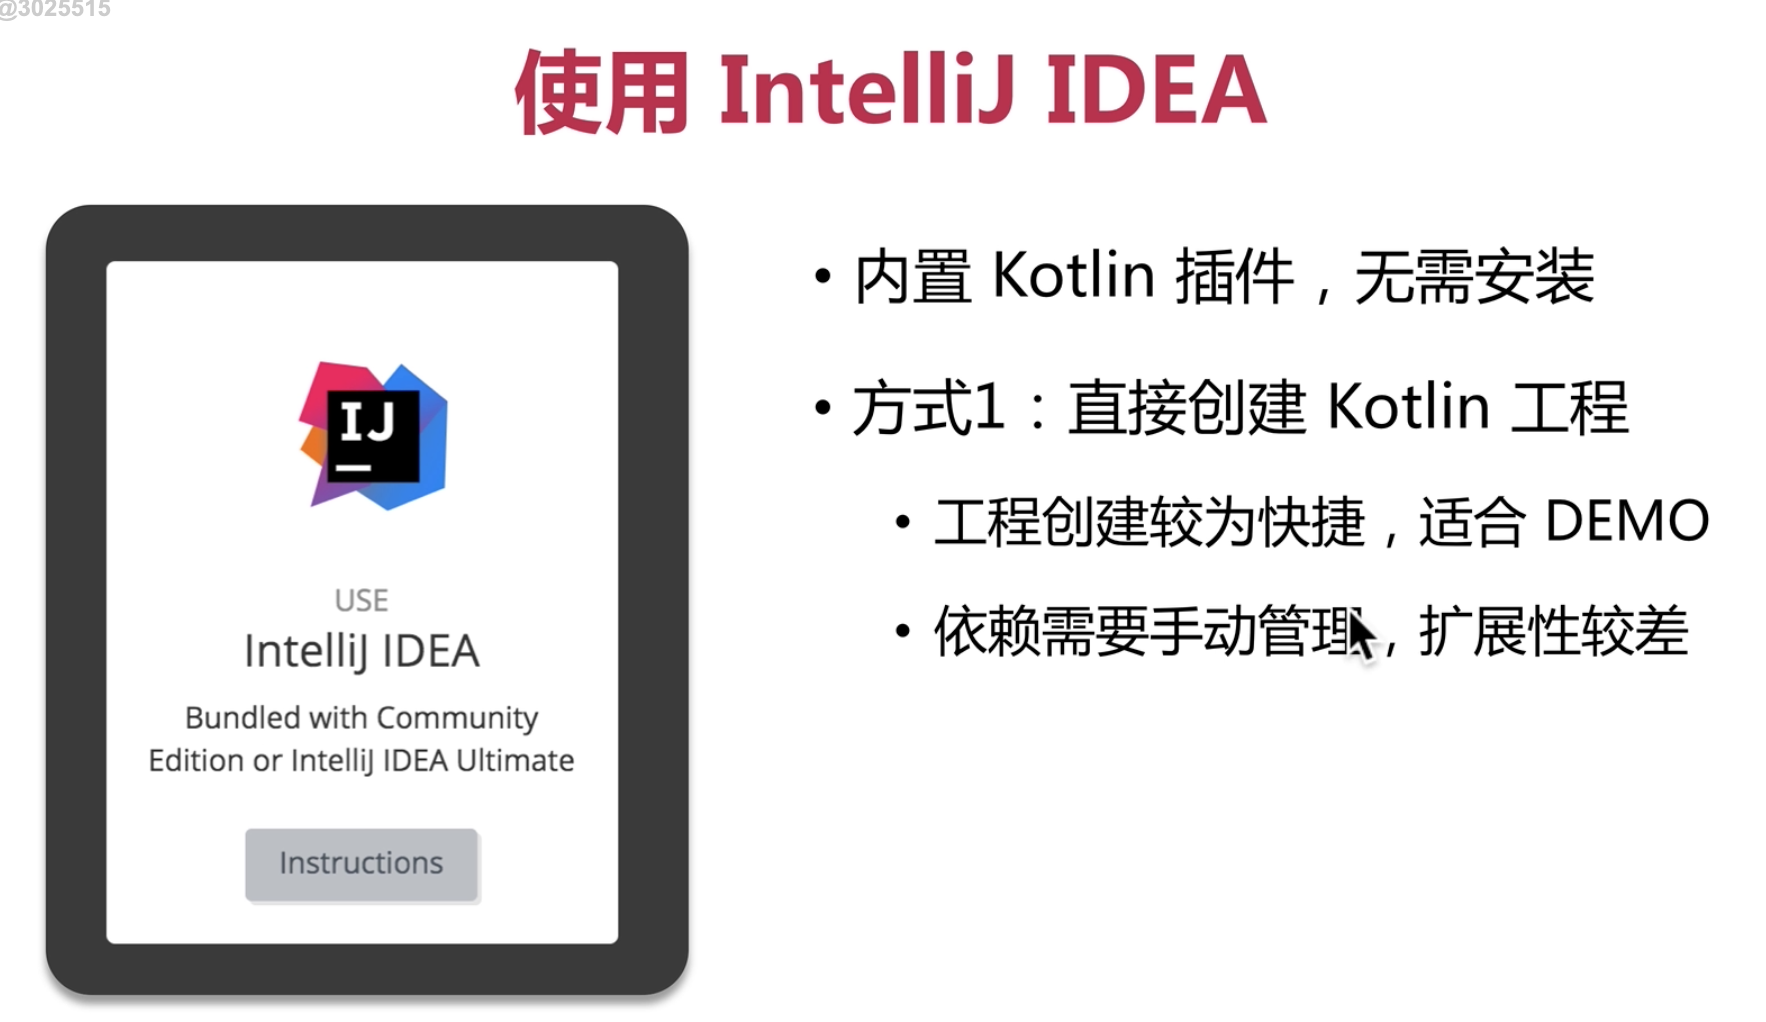 @3025515
使用 IntelliJ IDEA
IJ
USE
IntelliJ IDEA
Bundled with Community
Edition or IntelliJ IDEA Ultimate
Instructions
• 内置 Kotlin 插件，无需安装
• 方式1：直接创建 Kotlin 工程
• 工程创建较为快捷，适合 DEMO
• 依赖需要手动管理，扩展性较差